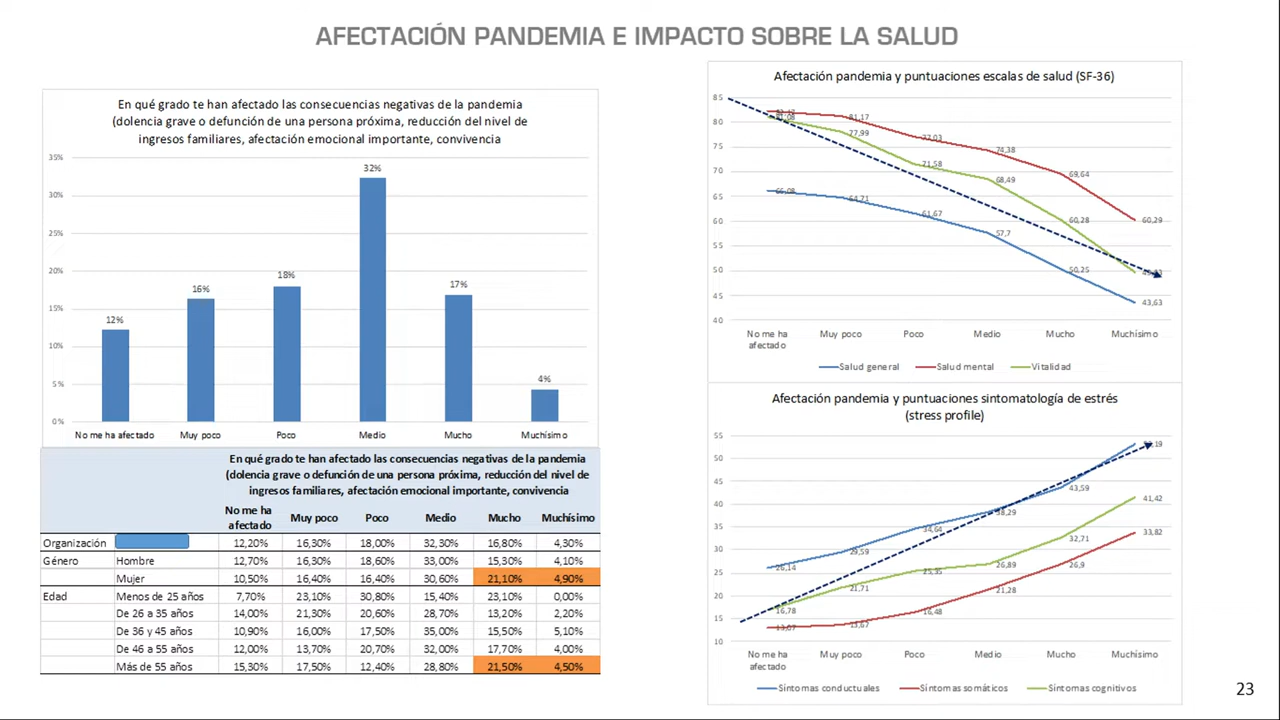 AFECTACIÓN PANDEMIA E IMPACTO SOBRE LA SALUD
En qué grado te han afectado las consecuencias negativas de la pandemia
(dolencia grave o defunción de una persona próxima, reducción del nivel de
ingresos familiares, afectación emocional importante, convivencia
35%
30%
25%
20%
15%
10%
5%
0%
12%
16%
18%
32%
17%
4%
No me ha afectado
Muy poco
Poco
Medio
Mucho
Muchísimo
En qué grado te han afectado las consecuencias negativas de la pandemia
(dolencia grave o defunción de una persona próxima, reducción del nivel de
ingresos familiares, afectación emocional importante, convivencia
No me ha afectado Muy poco Poco Medio Mucho Muchísimo
Organización 12,20% 16,30% 18,00% 32,30% 16,80% 4,30%
Género Hombre 12,70% 16,30% 18,60% 33,00% 15,30% 4,10%
Mujer 10,50% 16,40% 16,40% 30,60% 21,10% 4,90%
Edad Menos de 25 años 7,70% 23,10% 30,80% 15,40% 23,10% 0,00%
De 26 a 35 años 14,00% 21,30% 20,60% 28,70% 13,20% 2,20%
De 36 y 45 años 10,90% 16,00% 17,50% 35,00% 15,50% 5,10%
De 46 a 55 años 12,00% 13,70% 20,70% 32,00% 17,70% 4,00%
Más de 55 años 15,30% 17,50% 12,40% 28,80% 21,50% 4,50%
Afectación pandemia y puntuaciones escalas de salud (SF-36)
85
80
75
70
65
60
55
50
45
40
81,08
81,17
77,99
77,03
71,58
74,38
68,49
69,64
60,28
60,29
66,08
64,71
61,67
57,7
50,25
43,63
No me ha
afectado
Muy poco
Poco
Medio
Mucho
Muchísimo
Salud general
Salud mental
Vitalidad
Afectación pandemia y puntuaciones sintomatología de estrés
(stress profile)
55
50
45
40
35
30
25
20
15
10
26,14
29,59
34,64
38,29
43,59
16,78
21,71
25,35
26,89
32,71
41,42
13,07
13,67
16,48
21,28
26,9
33,82
No me ha
afectado
Muy poco
Poco
Medio
Mucho
Muchísimo
Síntomas conductuales
Síntomas somáticos
Síntomas cognitivos
23